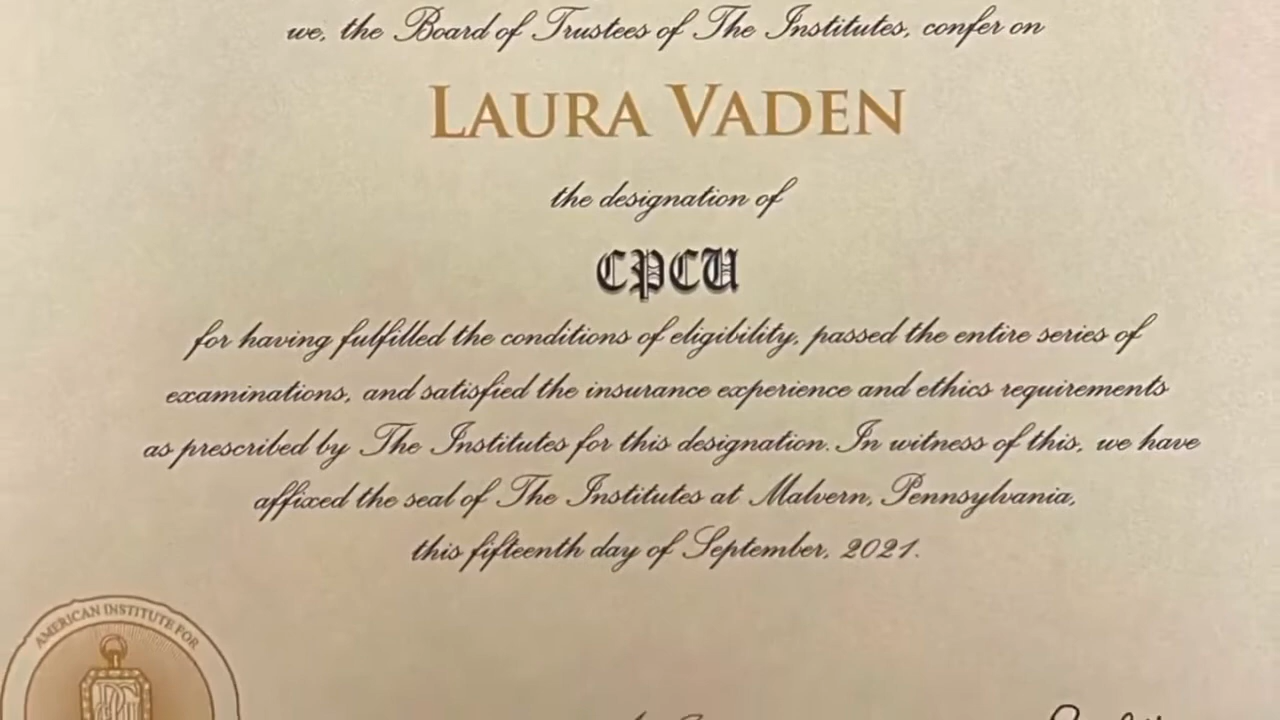 we, the Board of Trustees of The Institutes, confer on
LAURA VADEN
the designation of
CPCU
for having fulfilled the conditions of eligibility, passed the entire series of
examinations, and satisfied the insurance experience and ethics requirements
as prescribed by The Institutes for this designation. In witness of this, we have
affixed the seal of The Institutes at Malvern, Pennsylvania,
this fifteenth day of September, 2021.
AMERICAN INSTITUTE FOR